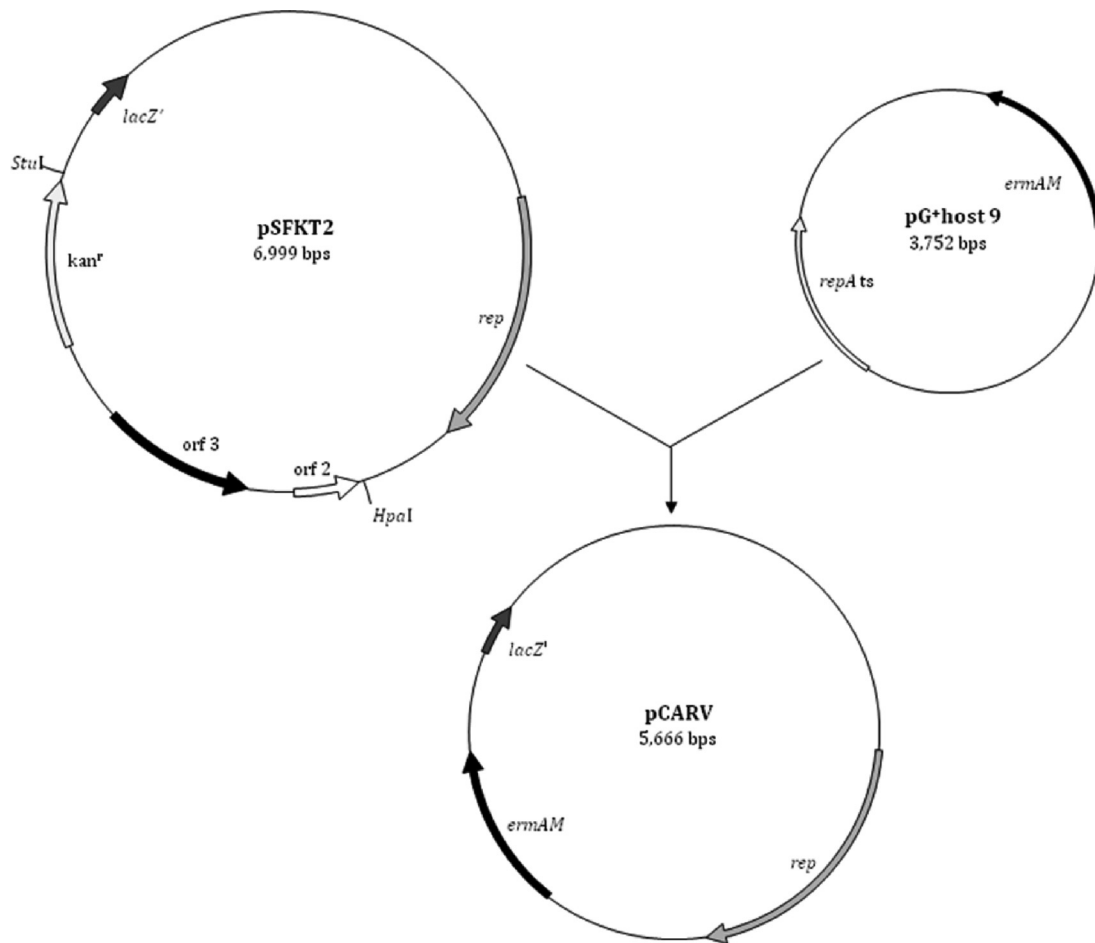 lacZ'
StuI
pSFKT2
6,999 bps
kanʳ
rep
orf 3
orf 2
HpaI
ermAM
pG⁺host 9
3,752 bps
repA ts
lacZ'
pCARV
5,666 bps
ermAM
rep